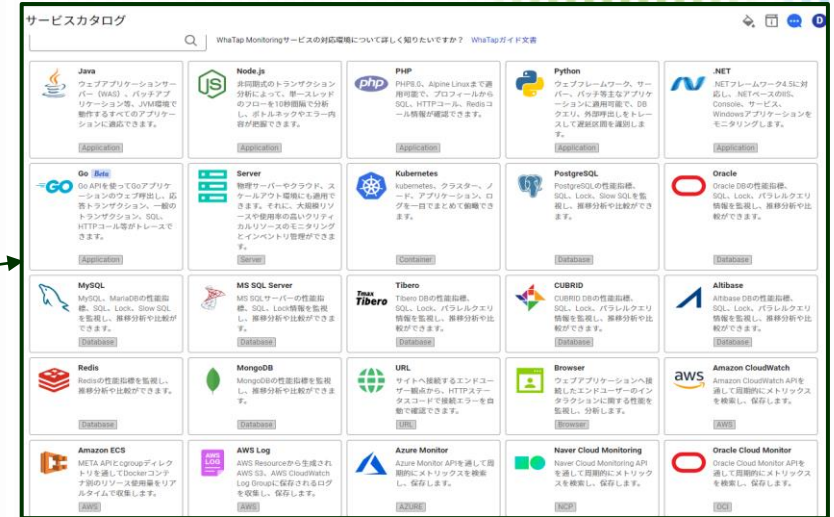 サービスカタログ
WhaTap Monitoringサービスの対応環境について詳しく知りたいですか？ WhaTapガイド文書
Java
ウェブアプリケーションサー
バー（WAS）、バッチアプ
リケーション等、JVM環境で
動作するすべてのアプリケー
ションに適応できます。
Application
Node.js
非同期式のトランザクション
分析によって、単一スレッド
のフローを10秒間隔で分析
し、ボトルネックやエラー内
容が把握できます。
Application
php
PHP
PHP8.0、Alpine Linuxまで適
用可能で、プロフィールから
SQL、HTTPコール、Redisコ
ール情報が確認できます。
Application
Python
ウェブフレームワーク、サー
バー、バッチ等主なアプリケ
ーションに適用可能で、DB
クエリ、外部呼出しをトレー
スして遅延区間を識別しま
す。
Application
.NET
.NETフレームワーク4.5に対
応し、.NETベースのIIS、
Console、サービス、
Windowsアプリケーションを
モニタリングします。
Application
GO
Go Beta
Go APIを使ってGoアプリケ
ーションのウェブ呼出し、応
答トランザクション、一般の
トランザクション、SQL、
HTTPコール等がトレースで
きます。
Application
Server
物理サーバーやクラウド、ス
ケールアウト環境にも適用で
きます。それに、大規模リソ
ースや使用率の高いクリティ
カルリソースのモニタリング
とインベントリ管理ができま
す。
Server
Kubernetes
kubernetes、クラスター、ノ
ード、アプリケーション、ロ
グを一目でまとめて俯瞰でき
ます。
Container
PostgreSQL
PostgreSQLの性能指標、
SQL、Lock、Slow SQLを監
視し、推移分析や比較ができ
ます。
Database
Oracle
Oracle DBの性能指標、
SQL、Lock、パラレルクエリ
情報を監視し、推移分析や比
較ができます。
Database
MySQL
MySQL、MariaDBの性能指
標、SQL、Lock、Slow SQL
を監視し、推移分析や比較が
できます。
Database
MS SQL Server
MS SQLサーバーの性能指
標、SQL、Lock情報を監視
し、推移分析や比較ができま
す。
Database
Tmax
Tibero
Tibero
Tibero DBの性能指標、
SQL、Lock、パラレルクエリ
情報を監視し、推移分析や比
較ができます。
Database
CUBRID
CUBRID DBの性能指標、
SQL、Lock、パラレルクエリ
情報を監視し、推移分析や比
較ができます。
Database
Altibase
Altibase DBの性能指標、
SQL、Lock、パラレルクエリ
情報を監視し、推移分析や比
較ができます。
Database
Redis
Redisの性能指標を監視し、
推移分析や比較ができます。
Database
MongoDB
MongoDBの性能指標を監視
し、推移分析や比較ができま
す。
Database
URL
サイトへ接続するエンドユー
ザー観点から、HTTPステー
タスコードで接続エラーを自
動で確認できます。
URL
Browser
ウェブアプリケーションへ接
続したエンドユーザーのイン
タラクションに関する性能を
監視し、分析します。
Browser
aws
Amazon CloudWatch
Amazon CloudWatch APIを
通して周期的にメトリックス
を検索し、保存します。
AWS
Amazon ECS
META APIとcgroupディレク
トリを通してDockerコンテ
ナ別のリソース使用量をリア
ルタイムで収集します。
AWS
AWS
LOG
AWS Log
AWS Resourceから生成され
AWS S3、AWS CloudWatch
Log Groupに保存されるログ
を収集し、保存します。
AWS
Azure Monitor
Azure Monitor APIを通して周
期的にメトリックスを検索
し、保存します。
AZURE
Naver Cloud Monitoring
Naver Cloud Monitoring API
を通して周期的にメトリック
スを検索し、保存します。
NCP
Oracle Cloud Monitor
Oracle Cloud Monitor APIを
通して周期的にメトリックス
を検索し、保存します。
OCI